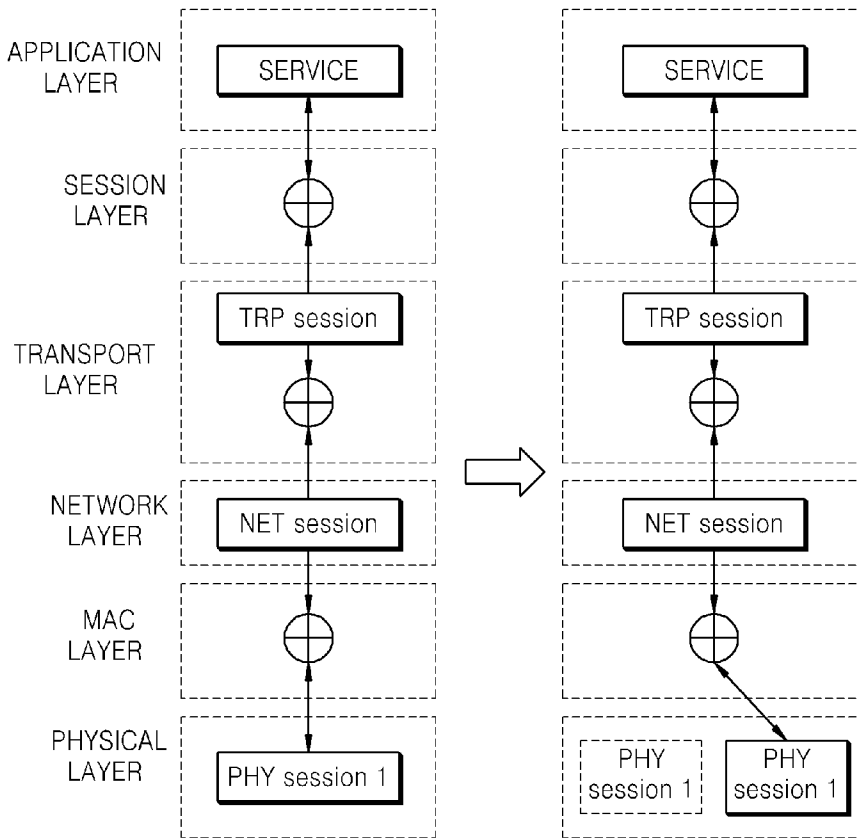 APPLICATION
LAYER
SERVICE
SERVICE
SESSION
LAYER
TRP session
TRP session
TRANSPORT
LAYER
NETWORK
LAYER
NET session
NET session
MAC
LAYER
PHYSICAL
LAYER
PHY session 1
PHY
session 1
PHY
session 1